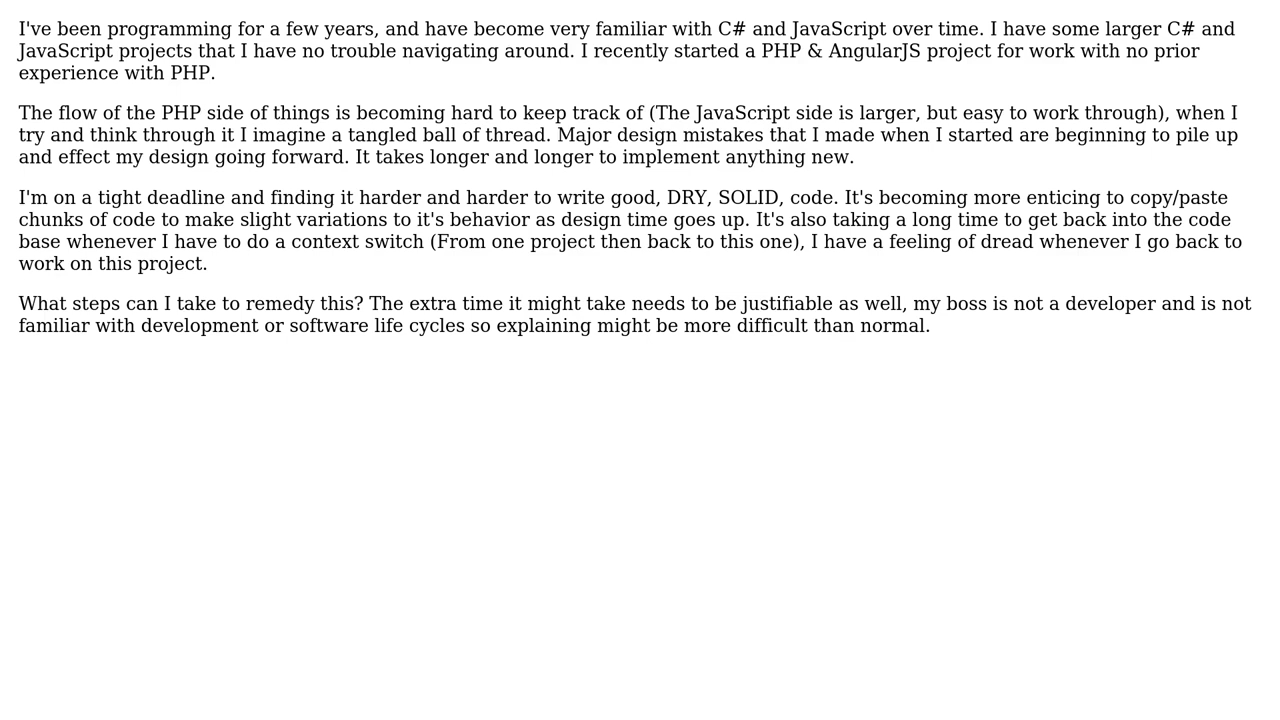 I've been programming for a few years, and have become very familiar with C# and JavaScript over time. I have some larger C# and
JavaScript projects that I have no trouble navigating around. I recently started a PHP & AngularJS project for work with no prior
experience with PHP.
The flow of the PHP side of things is becoming hard to keep track of (The JavaScript side is larger, but easy to work through), when I
try and think through it I imagine a tangled ball of thread. Major design mistakes that I made when I started are beginning to pile up
and effect my design going forward. It takes longer and longer to implement anything new.
I'm on a tight deadline and finding it harder and harder to write good, DRY, SOLID, code. It's becoming more enticing to copy/paste
chunks of code to make slight variations to it's behavior as design time goes up. It's also taking a long time to get back into the code
base whenever I have to do a context switch (From one project then back to this one), I have a feeling of dread whenever I go back to
work on this project.
What steps can I take to remedy this? The extra time it might take needs to be justifiable as well, my boss is not a developer and is not
familiar with development or software life cycles so explaining might be more difficult than normal.